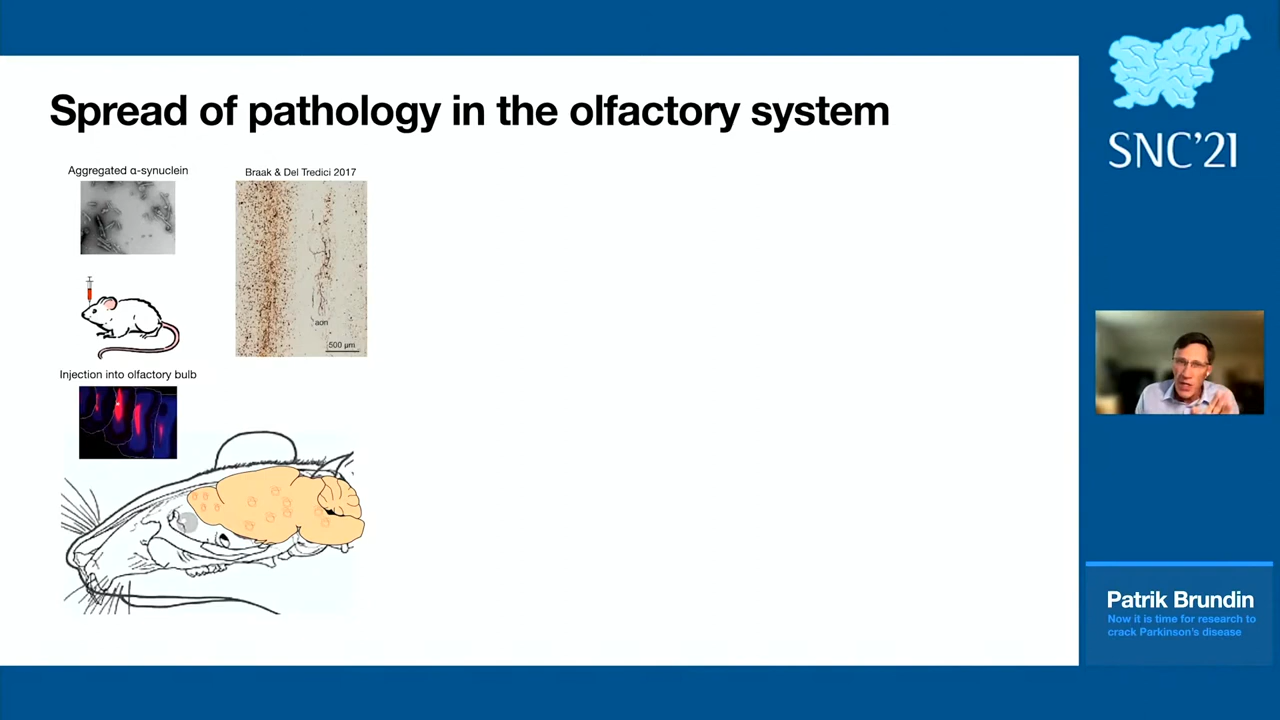 Spread of pathology in the olfactory system
Aggregated α-synuclein
Braak & Del Tredici 2017
aon
500 µm
Injection into olfactory bulb
SNC’21
Patrik Brundin
Now it is time for research to
crack Parkinson’s disease